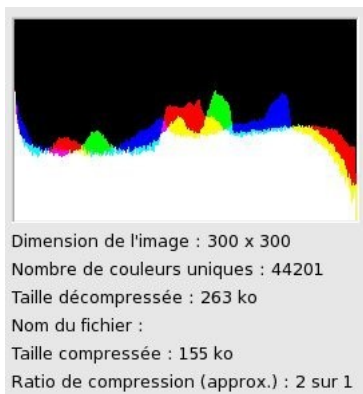 Dimension de l'image : 300 x 300
Nombre de couleurs uniques : 44201
Taille décompressée : 263 ko
Nom du fichier :
Taille compressée : 155 ko
Ratio de compression (approx.) : 2 sur 1